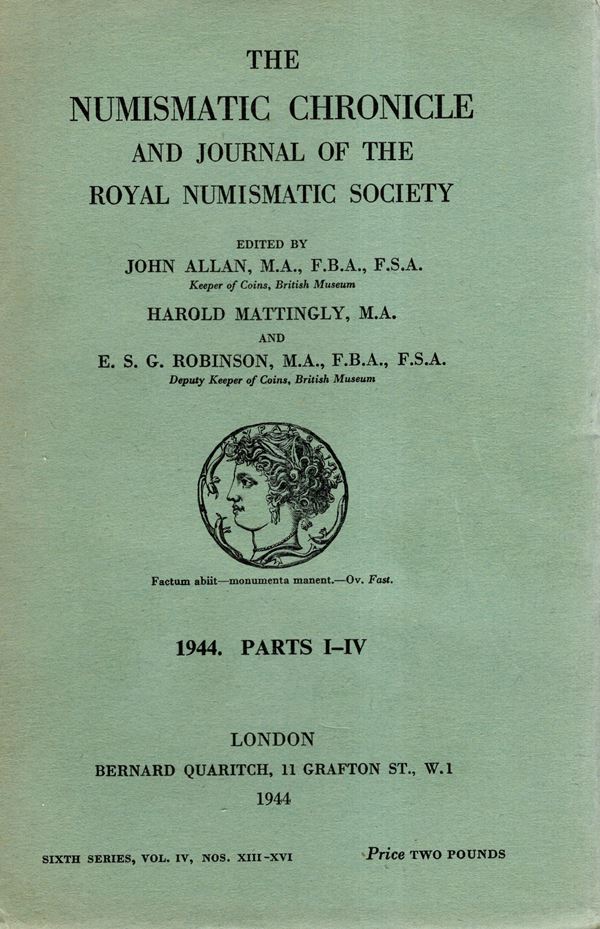 THE
NUMISMATIC CHRONICLE
AND JOURNAL OF THE
ROYAL NUMISMATIC SOCIETY
EDITED BY
JOHN ALLAN, M.A., F.B.A., F.S.A.
Keeper of Coins, British Museum
HAROLD MATTINGLY, M.A.
AND
E. S. G. ROBINSON, M.A., F.B.A., F.S.A.
Deputy Keeper of Coins, British Museum
Factum abiit—monumenta manent.—Ov. Fast.
1944. PARTS I–IV
LONDON
BERNARD QUARITCH, 11 GRAFTON ST., W.1
1944
SIXTH SERIES, VOL. IV, NOS. XIII–XVI Price TWO POUNDS